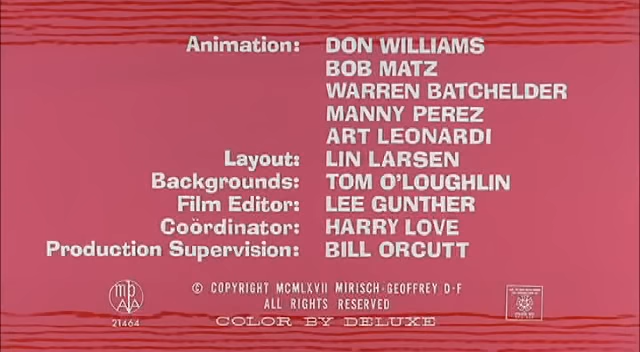 Animation: DON WILLIAMS
BOB MATZ
WARREN BATCHELDER
MANNY PEREZ
ART LEONARDI
Layout: LIN LARSEN
Backgrounds: TOM O'LOUGHLIN
Film Editor: LEE GUNTHER
Coördinator: HARRY LOVE
Production Supervision: BILL ORCUTT
© COPYRIGHT MCMLXVII MIRISCH-GEOFFREY D-F
ALL RIGHTS RESERVED
COLOR BY DELUXE
21464